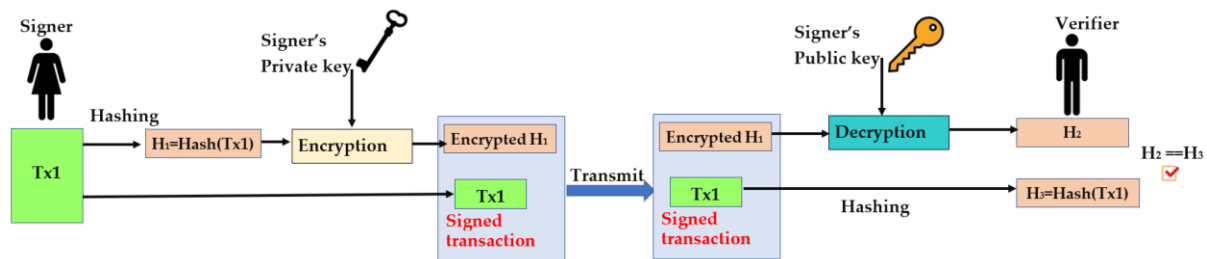 Signer
Signer's
Private key
Hashing
Tx1
H₁=Hash(Tx1)
Encryption
Encrypted H₁
Tx1
Signed
transaction
Transmit
Encrypted H₁
Tx1
Signed
transaction
Signer's
Public key
Decryption
Hashing
Verifier
H₂
H₃=Hash(Tx1)
H₂ ==H₃